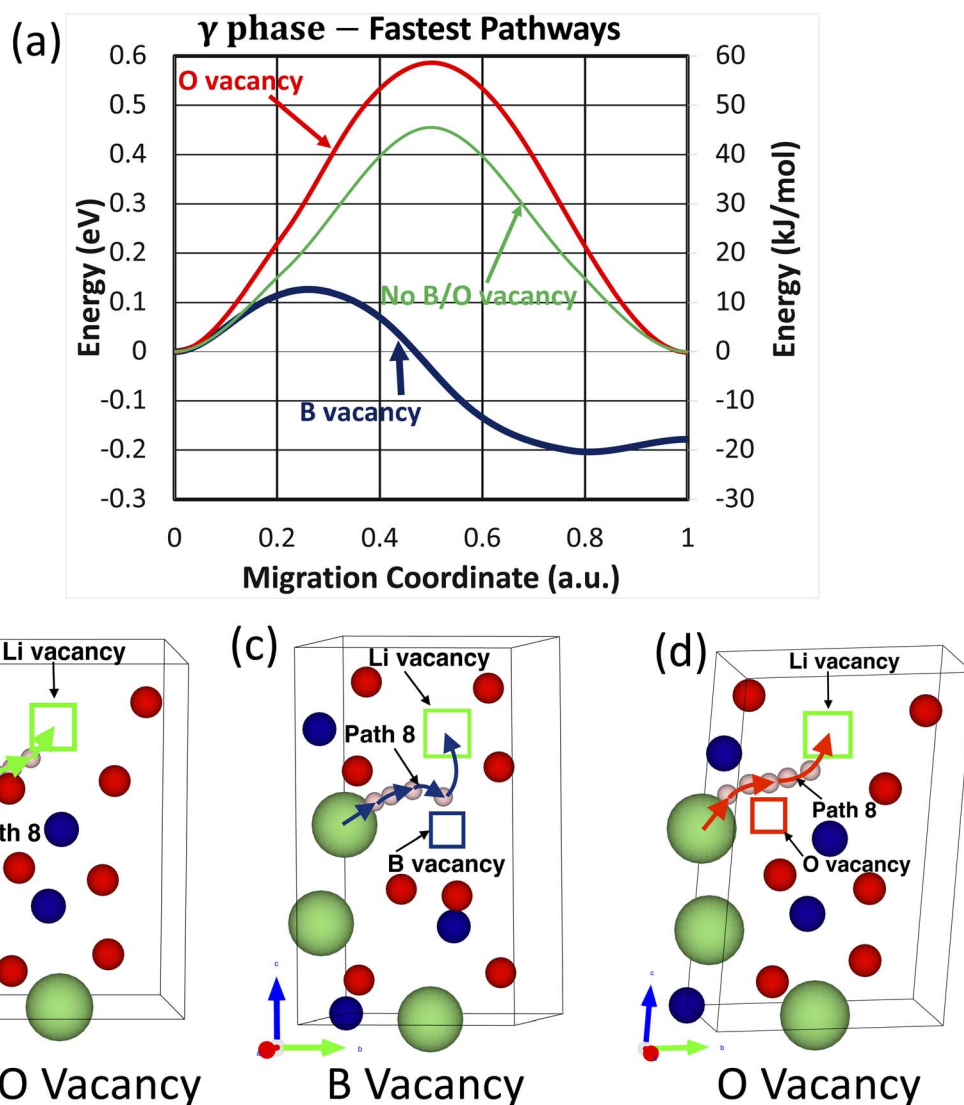 (a)
γ phase – Fastest Pathways
0.6
0.5
0.4
0.3
0.2
0.1
0
-0.1
-0.2
-0.3
Energy (eV)
60
50
40
30
20
10
0
-10
-20
-30
Energy (kJ/mol)
O vacancy
No B/O vacancy
B vacancy
0 0.2 0.4 0.6 0.8 1
Migration Coordinate (a.u.)
Li vacancy
th 8
O Vacancy
(c)
Li vacancy
Path 8
B vacancy
c
b
B Vacancy
(d)
Li vacancy
Path 8
O vacancy
c
b
O Vacancy